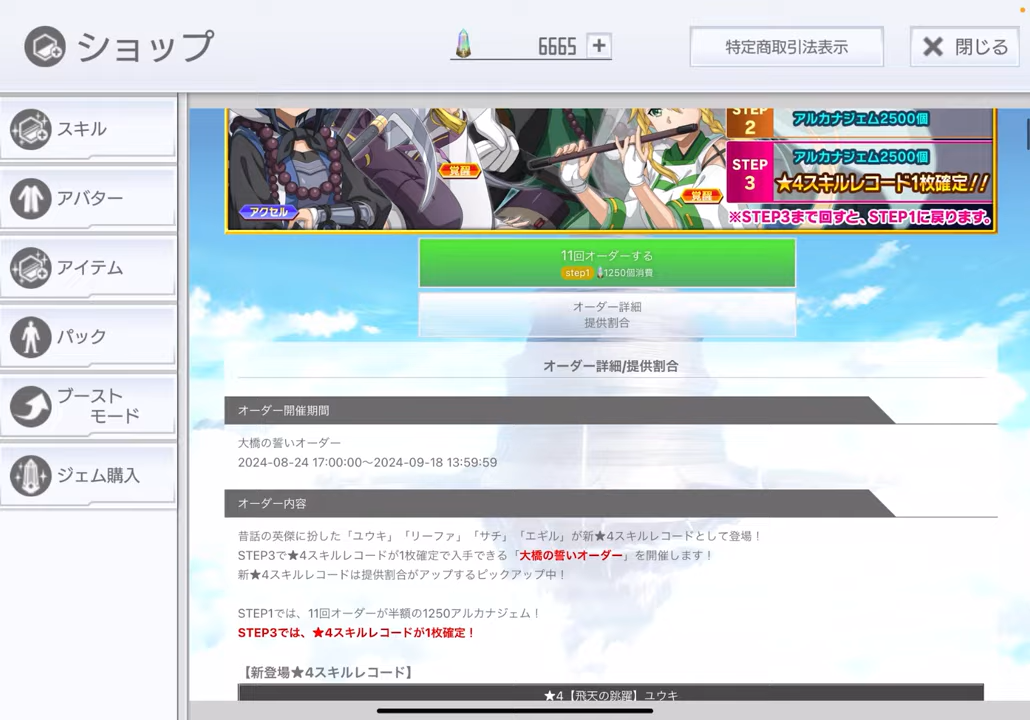 ショップ
6665
特定商取引法表示
閉じる
スキル
アバター
アイテム
パック
ブースト
モード
ジェム購入
アクセル
覚醒
覚醒
STEP
2
アルカナジェム2500個
STEP
3
アルカナジェム2500個
★4スキルレコード1枚確定!!
※STEP3まで回すと、STEP1に戻ります。
11回オーダーする
step1 1250個消費
オーダー詳細
提供割合
オーダー詳細/提供割合
オーダー開催期間
大橋の誓いオーダー
2024-08-24 17:00:00～2024-09-18 13:59:59
オーダー内容
昔話の英傑に扮した「ユウキ」「リーファ」「サチ」「エギル」が新★4スキルレコードとして登場！
STEP3で★4スキルレコードが1枚確定で入手できる「大橋の誓いオーダー」を開催します！
新★4スキルレコードは提供割合がアップするピックアップ中！
STEP1では、11回オーダーが半額の1250アルカナジェム！
STEP3では、★4スキルレコードが1枚確定！
【新登場★4スキルレコード】
★4【飛天の跳躍】ユウキ